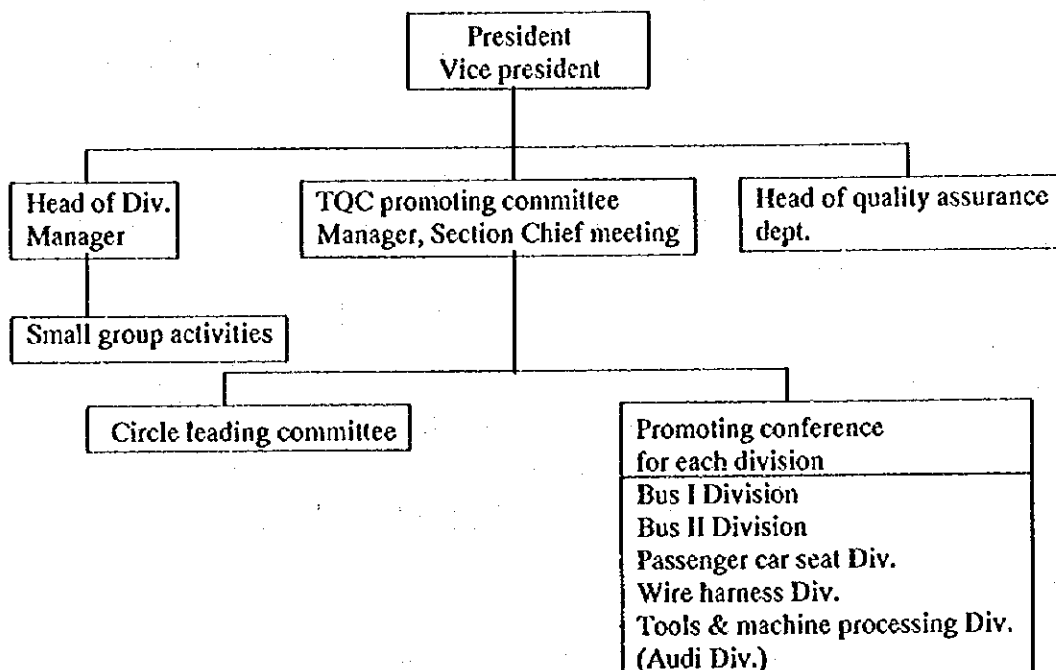 President
Vice president
Head of Div.
Manager
TQC promoting committee
Manager, Section Chief meeting
Head of quality assurance
dept.
Small group activities
Circle leading committee
Promoting conference
for each division
Bus I Division
Bus II Division
Passenger car seat Div.
Wire harness Div.
Tools & machine processing Div.
(Audi Div.)